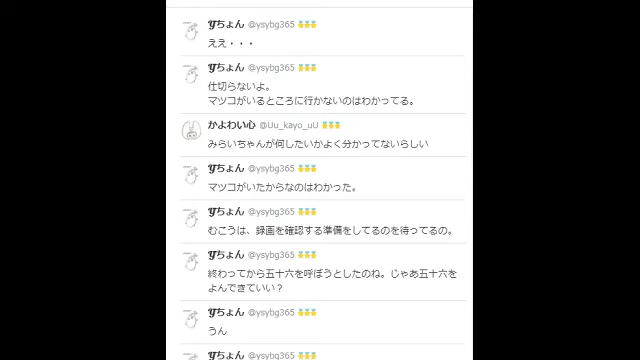 yちょん @ysybg365
ええ・・・
yちょん @ysybg365
仕切らないよ。
マツコがいるところに行かないのはわかってる。
かよわい心 @Uu_kayo_uU
みらいちゃんが何したいかよく分かってないらしい
yちょん @ysybg365
マツコがいたからなのはわかった。
yちょん @ysybg365
むこうは、録画を確認する準備をしてるのを待ってるの。
yちょん @ysybg365
終わってから五十六を呼ぼうとしたのね。じゃあ五十六を
よんできていい？
yちょん @ysybg365
うん
yちょん @ysybg365